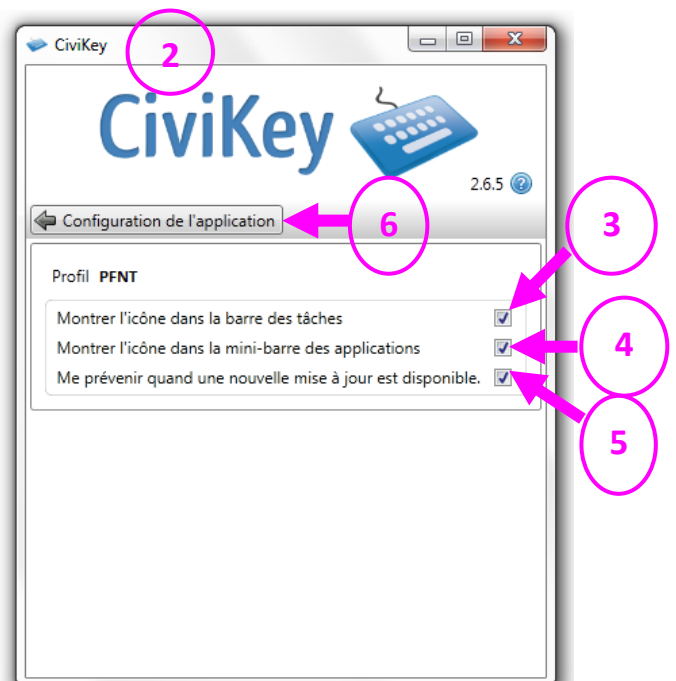 CiviKey
2
CiviKey
2.6.5
Configuration de l'application
6
3
Profil PFNT
Montrer l'icône dans la barre des tâches
Montrer l'icône dans la mini-barre des applications
4
Me prévenir quand une nouvelle mise à jour est disponible.
5